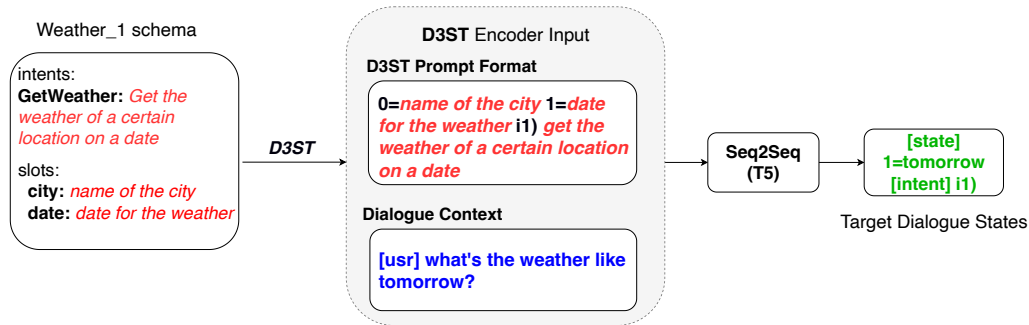 Weather_1 schema
intents:
GetWeather: Get the
weather of a certain
location on a date
slots:
city: name of the city
date: date for the weather
D3ST
D3ST Encoder Input
D3ST Prompt Format
0=name of the city 1=date
for the weather i1) get the
weather of a certain location
on a date
Dialogue Context
[usr] what's the weather like
tomorrow?
Seq2Seq
(T5)
[state]
1=tomorrow
[intent] i1)
Target Dialogue States